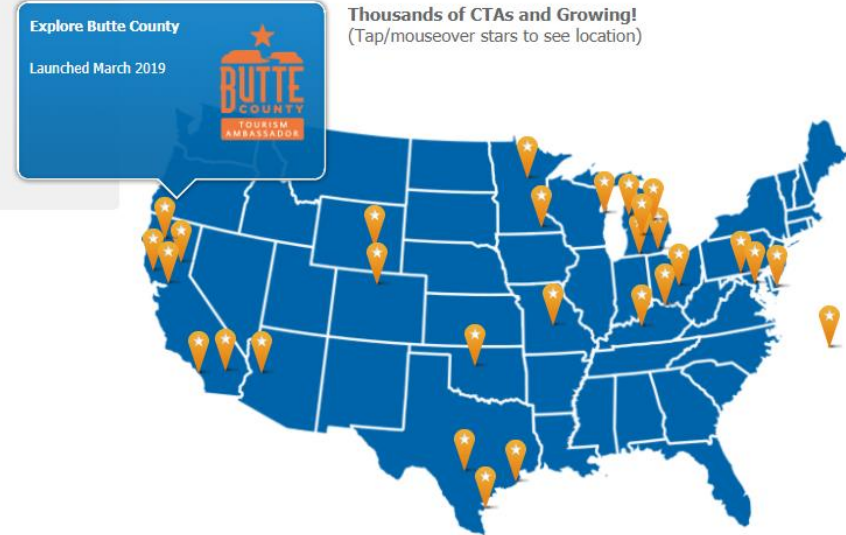 Explore Butte County
Launched March 2019
BUTTE
COUNTY
TOURISM
AMBASSADOR
Thousands of CTAs and Growing!
(Tap/mouseover stars to see location)